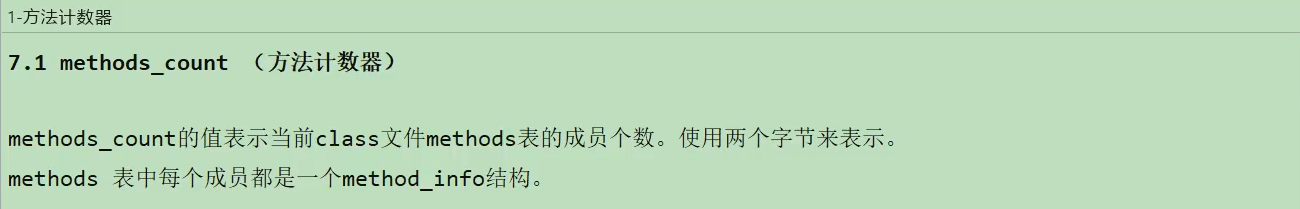 1-方法计数器
7.1 methods_count （方法计数器）
methods_count的值表示当前class文件methods表的成员个数。使用两个字节来表示。
methods 表中每个成员都是一个method_info结构。